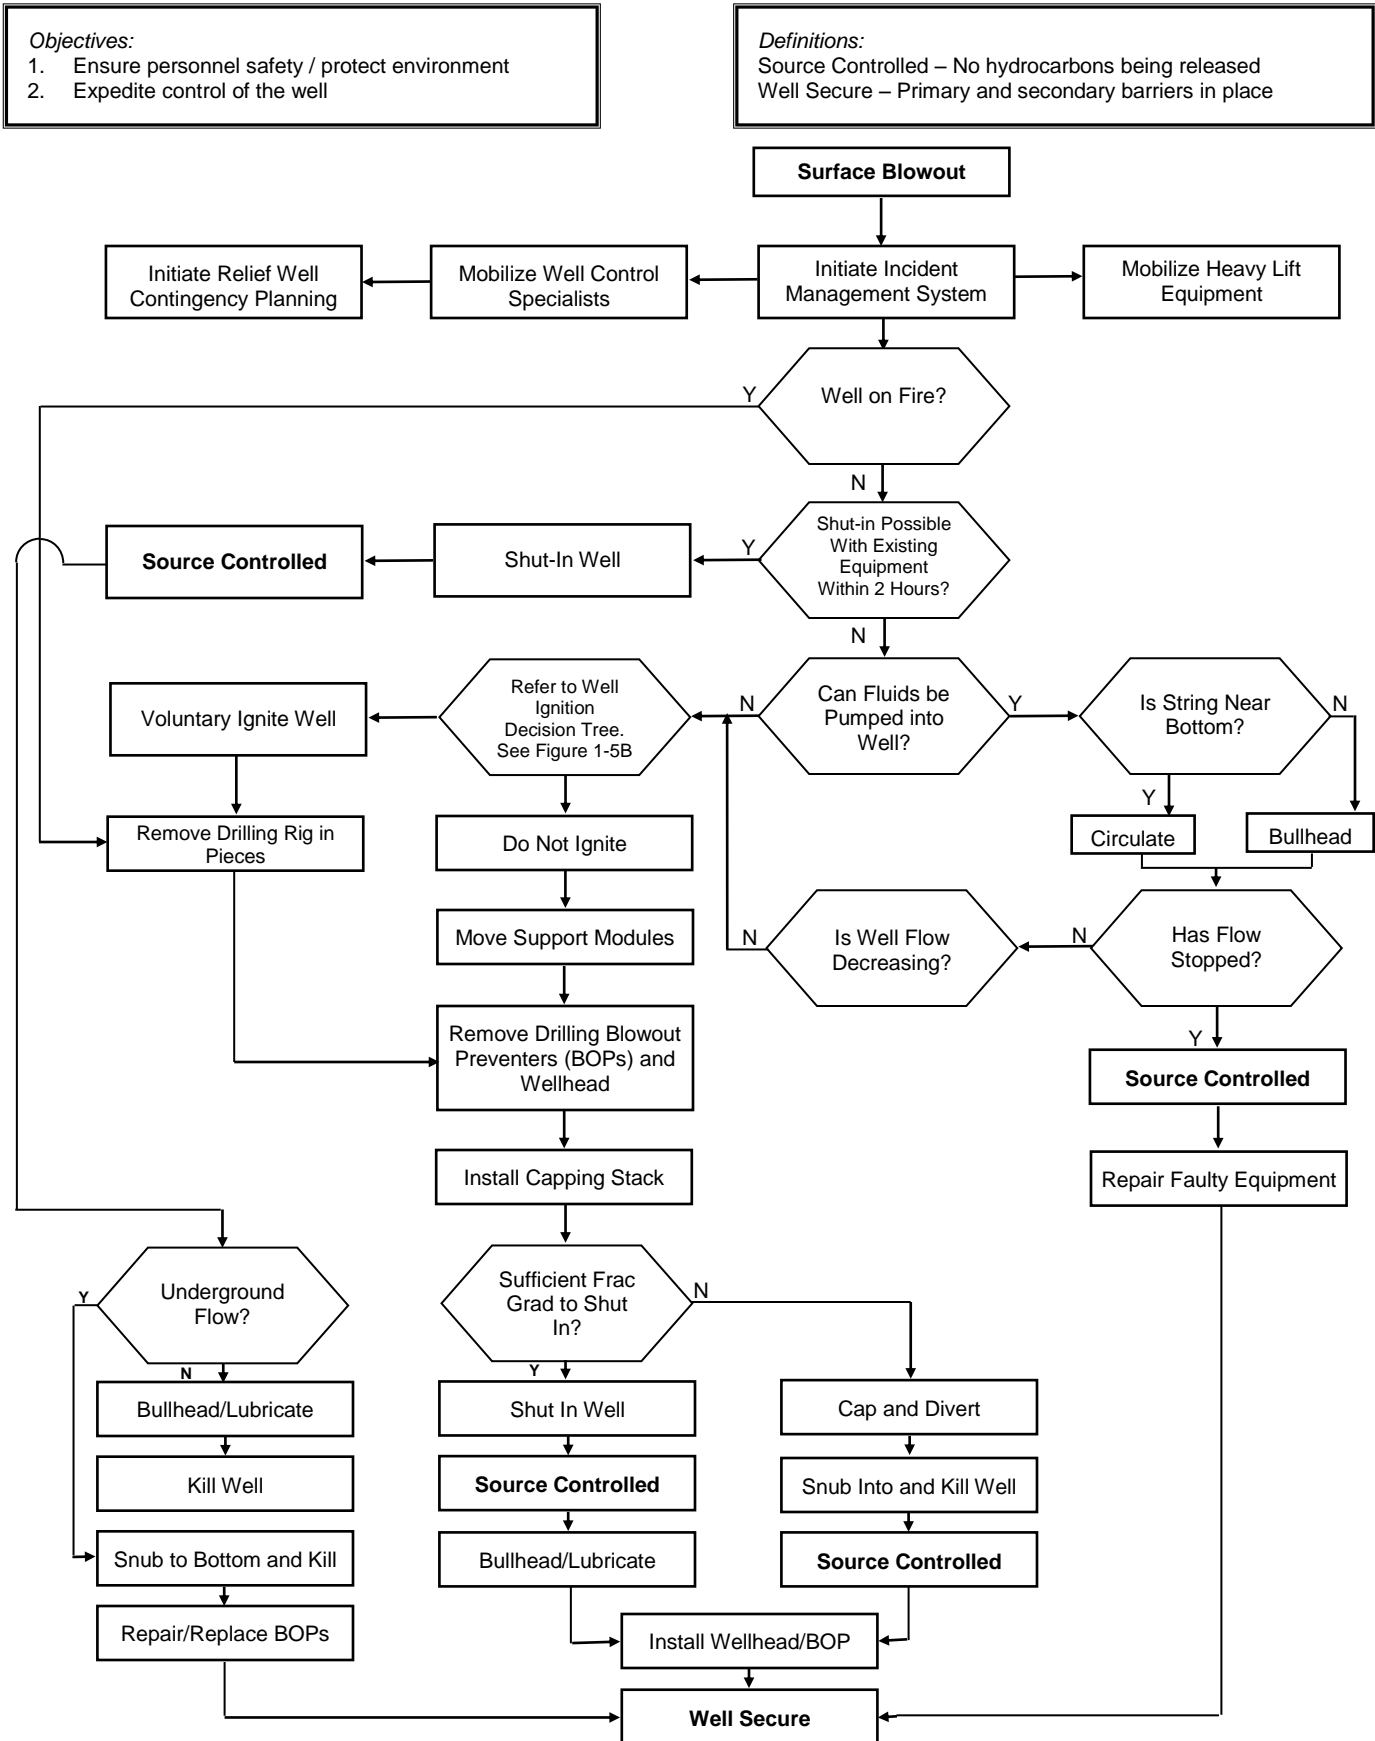 Objectives:
1. Ensure personnel safety / protect environment
2. Expedite control of the well
Definitions:
Source Controlled – No hydrocarbons being released
Well Secure – Primary and secondary barriers in place
Surface Blowout
Initiate Relief Well
Contingency Planning
Mobilize Well Control
Specialists
Initiate Incident
Management System
Mobilize Heavy Lift
Equipment
Y
Well on Fire?
N
Source Controlled
Shut-In Well
Y
Shut-in Possible
With Existing
Equipment
Within 2 Hours?
N
Voluntary Ignite Well
Refer to Well
Ignition
Decision Tree.
See Figure 1-5B
N
Can Fluids be
Pumped into
Well?
Y
Is String Near
Bottom?
N
Y
Remove Drilling Rig in
Pieces
Do Not Ignite
Circulate
Bullhead
Move Support Modules
N
Is Well Flow
Decreasing?
N
Has Flow
Stopped?
Y
Remove Drilling Blowout
Preventers (BOPs) and
Wellhead
Source Controlled
Install Capping Stack
Repair Faulty Equipment
Y
Underground
Flow?
N
Sufficient Frac
Grad to Shut
In?
N
Y
Bullhead/Lubricate
Shut In Well
Cap and Divert
Kill Well
Source Controlled
Snub Into and Kill Well
Snub to Bottom and Kill
Bullhead/Lubricate
Source Controlled
Repair/Replace BOPs
Install Wellhead/BOP
Well Secure